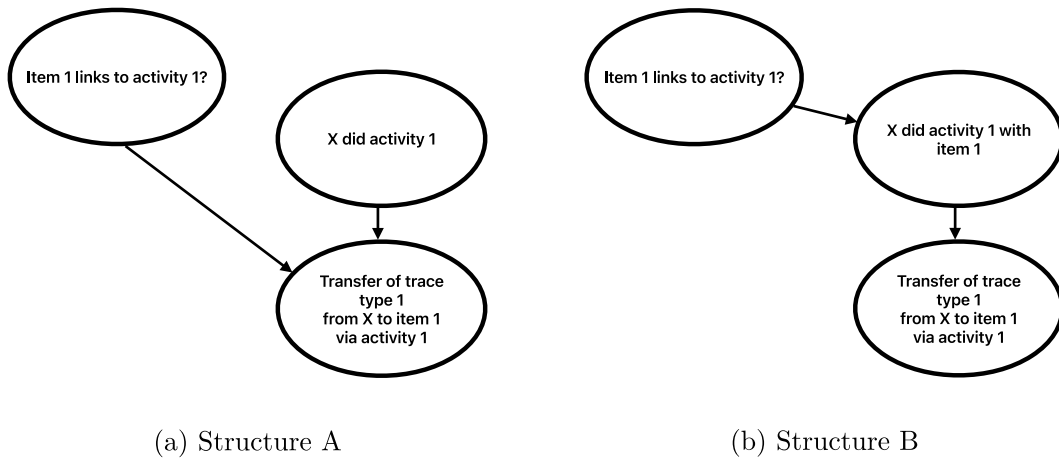 Item 1 links to activity 1?
X did activity 1
Transfer of trace
type 1
from X to item 1
via activity 1
(a) Structure A
Item 1 links to activity 1?
X did activity 1 with
item 1
Transfer of trace
type 1
from X to item 1
via activity 1
(b) Structure B